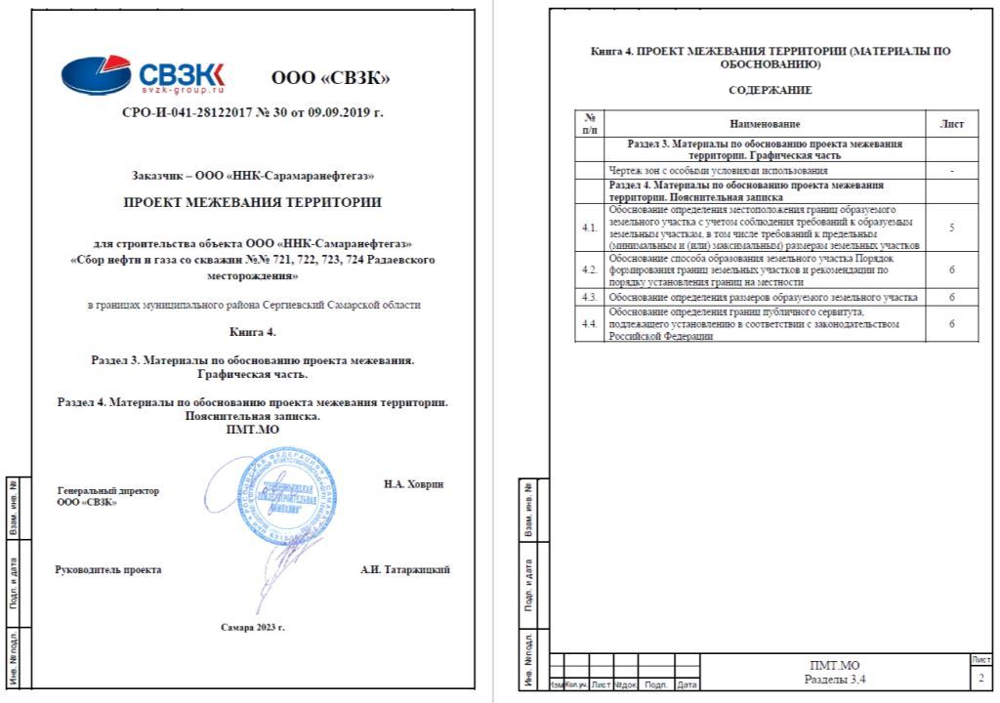 СВЗК
svzk-group.ru
ООО «СВЗК»
СРО-И-041-28122017 № 30 от 09.09.2019 г.
Заказчик – ООО «ННК-Сарамаранефтегаз»
ПРОЕКТ МЕЖЕВАНИЯ ТЕРРИТОРИИ
для строительства объекта ООО «ННК-Самаранефтегаз»
«Сбор нефти и газа со скважин №№ 721, 722, 723, 724 Радаевского
месторождения»
в границах муниципального района Сергиевский Самарской области
Книга 4.
Раздел 3. Материалы по обоснованию проекта межевания.
Графическая часть.
Раздел 4. Материалы по обоснованию проекта межевания территории.
Пояснительная записка.
ПМТ.МО
Генеральный директор
ООО «СВЗК»
Н.А. Ховрин
Руководитель проекта
А.И. Татаржицкий
Самара 2023 г.
Взам. инв. №
Подп. и дата
Инв. № подл.
Книга 4. ПРОЕКТ МЕЖЕВАНИЯ ТЕРРИТОРИИ (МАТЕРИАЛЫ ПО
ОБОСНОВАНИЮ)
СОДЕРЖАНИЕ
№ п/п Наименование Лист
Раздел 3. Материалы по обоснованию проекта межевания
территории. Графическая часть
Чертеж зон с особыми условиями использования -
Раздел 4. Материалы по обоснованию проекта межевания
территории. Пояснительная записка
4.1. Обоснование определения местоположения границ образуемого
земельного участка с учетом соблюдения требований к образуемым
земельным участкам, в том числе требований к предельным
(минимальным и (или) максимальным) размерам земельных участков 5
4.2. Обоснование способа образования земельного участка Порядок
формирования границ земельных участков и рекомендации по
порядку установления границ на местности 6
4.3. Обоснование определения размеров образуемого земельного участка 6
4.4. Обоснование определения границ публичного сервитута,
подлежащего установлению в соответствии с законодательством
Российской Федерации 6
Взам. инв. №
Подп. и дата
Инв. № подл.
Изм Кол.уч. Лист №док Подп. Дата
ПМТ.МО
Разделы 3,4
Лист
2